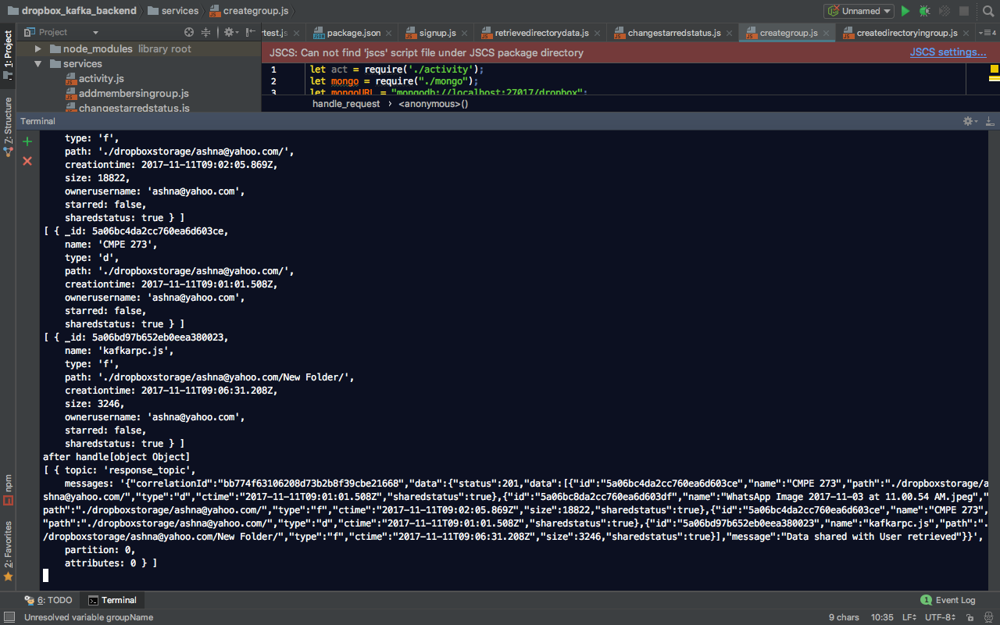 dropbox_kafka_backend services creategroup.js Unnamed
Project rtest.js package.json signup.js retrievedirectorydata.js changestarredstatus.js creategroup.js createdirectoryingroup.js 4
1: Project
node_modules library root
services
activity.js
addmembersingroup.js
changestarredstatus.js
JSCS: Can not find 'jscs' script file under JSCS package directory JSCS settings...
1 let act = require('./activity');
2 let mongo = require("./mongo");
3 let mongoURL = "mongodb://localhost:27017/dropbox";
handle_request › <anonymous>()
Z: Structure
Terminal
type: 'f',
path: './dropboxstorage/ashna@yahoo.com/',
creationtime: 2017-11-11T09:02:05.869Z,
size: 18822,
ownerusername: 'ashna@yahoo.com',
starred: false,
sharedstatus: true } ]
[ { _id: 5a06bc4da2cc760ea6d603ce,
name: 'CMPE 273',
type: 'd',
path: './dropboxstorage/ashna@yahoo.com/',
creationtime: 2017-11-11T09:01:01.508Z,
ownerusername: 'ashna@yahoo.com',
starred: false,
sharedstatus: true } ]
[ { _id: 5a06bd97b652eb0eea380023,
name: 'kafkarpc.js',
type: 'f',
path: './dropboxstorage/ashna@yahoo.com/New Folder/',
creationtime: 2017-11-11T09:06:31.208Z,
size: 3246,
ownerusername: 'ashna@yahoo.com',
starred: false,
sharedstatus: true } ]
after handle[object Object]
[ { topic: 'response_topic',
messages: '{"correlationId":"bb774f63106208d73b2b8f39cbe21668","data":{"status":201,"data":[{"id":"5a06bc4da2cc760ea6d603ce","name":"CMPE 273","path":"./dropboxstorage/a
shna@yahoo.com/","type":"d","ctime":"2017-11-11T09:01:01.508Z","sharedstatus":true},{"id":"5a06bc8da2cc760ea6d603df","name":"WhatsApp Image 2017-11-03 at 11.00.54 AM.jpeg","
path":"./dropboxstorage/ashna@yahoo.com/","type":"f","ctime":"2017-11-11T09:02:05.869Z","size":18822,"sharedstatus":true},{"id":"5a06bc4da2cc760ea6d603ce","name":"CMPE 273",
"path":"./dropboxstorage/ashna@yahoo.com/","type":"d","ctime":"2017-11-11T09:01:01.508Z","sharedstatus":true},{"id":"5a06bd97b652eb0eea380023","name":"kafkarpc.js","path":".
/dropboxstorage/ashna@yahoo.com/New Folder/","type":"f","ctime":"2017-11-11T09:06:31.208Z","size":3246,"sharedstatus":true}],"message":"Data shared with User retrieved"}}',
partition: 0,
attributes: 0 } ]
npm
2: Favorites
6: TODO Terminal 1 Event Log
Unresolved variable groupName 9 chars 10:35 LF UTF-8